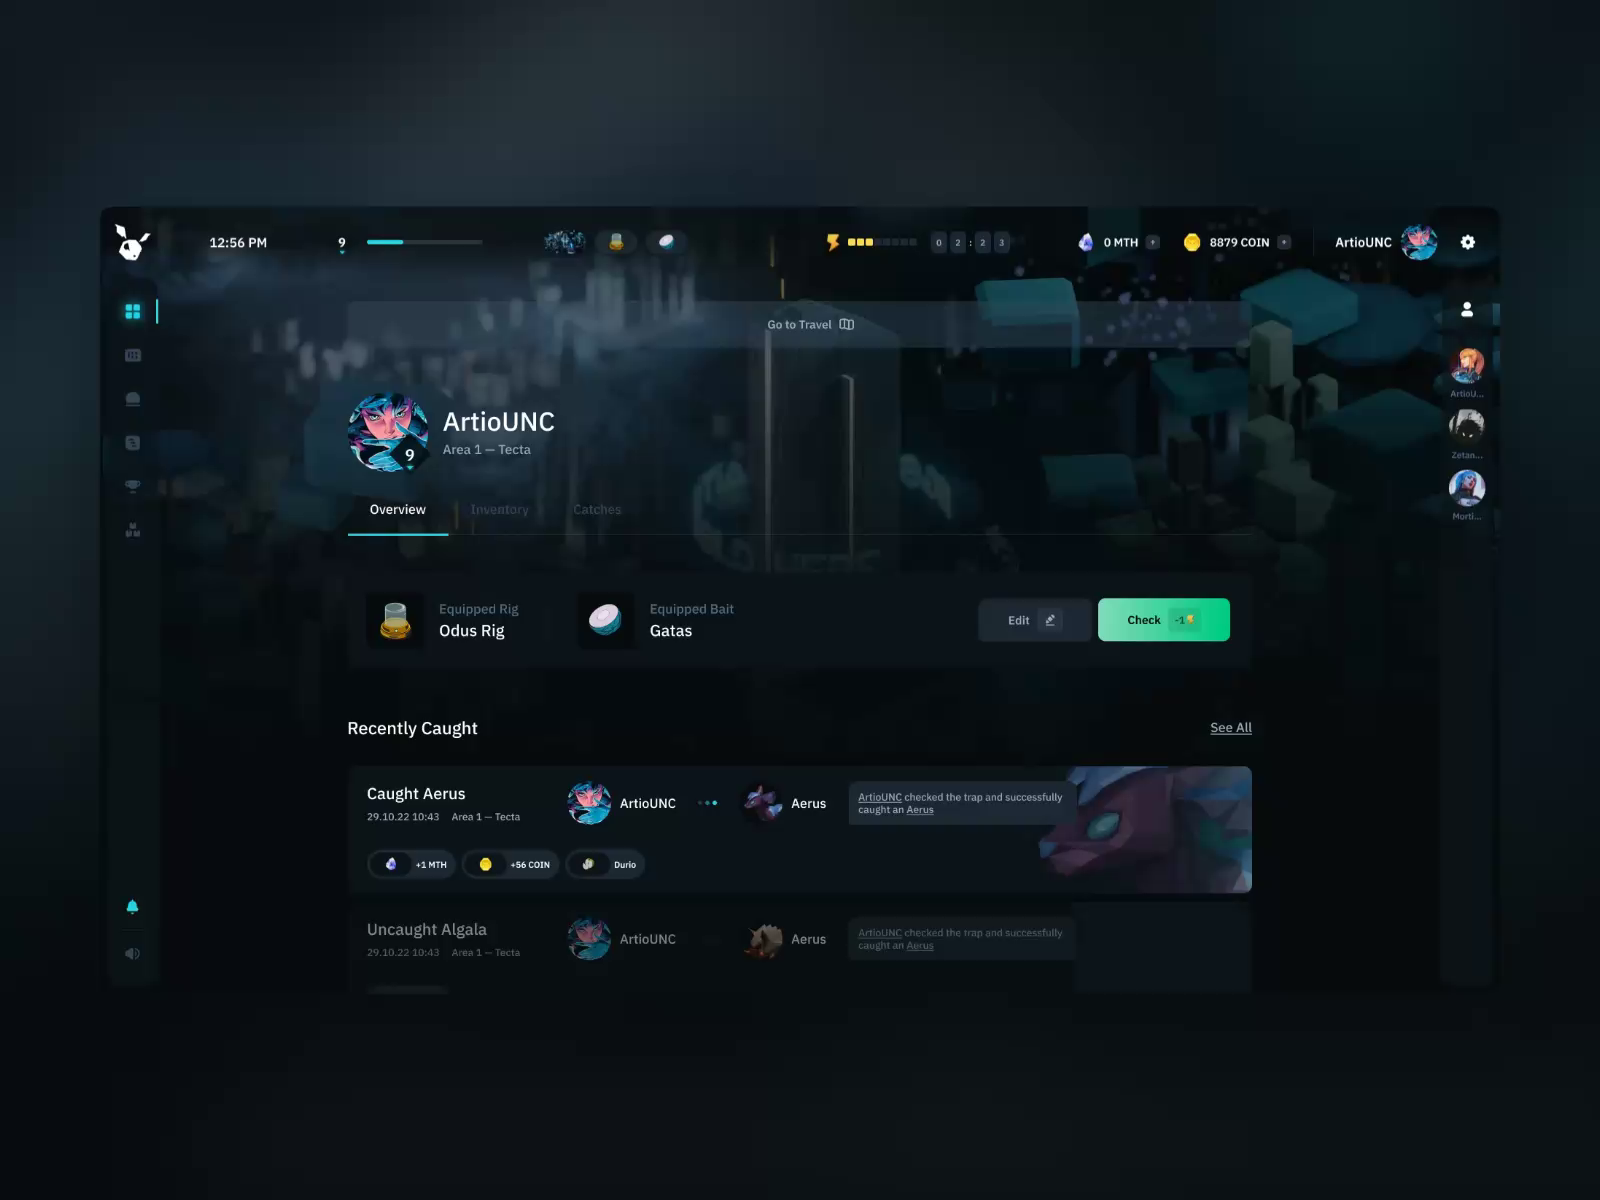 12:56 PM
9
0 2 : 2 3
0 MTH +
8879 COIN +
ArtioUNC
Go to Travel
ArtioU...
Zetan...
Morti...
ArtioUNC
9
Area 1 — Tecta
Overview
Inventory
Catches
Equipped Rig
Odus Rig
Equipped Bait
Gatas
Edit
Check -1
Recently Caught
See All
Caught Aerus
29.10.22 10:43 Area 1 — Tecta
ArtioUNC
Aerus
ArtioUNC checked the trap and successfully
caught an Aerus
+1 MTH
+56 COIN
Durio
Uncaught Algala
29.10.22 10:43 Area 1 — Tecta
ArtioUNC
Aerus
ArtioUNC checked the trap and successfully
caught an Aerus